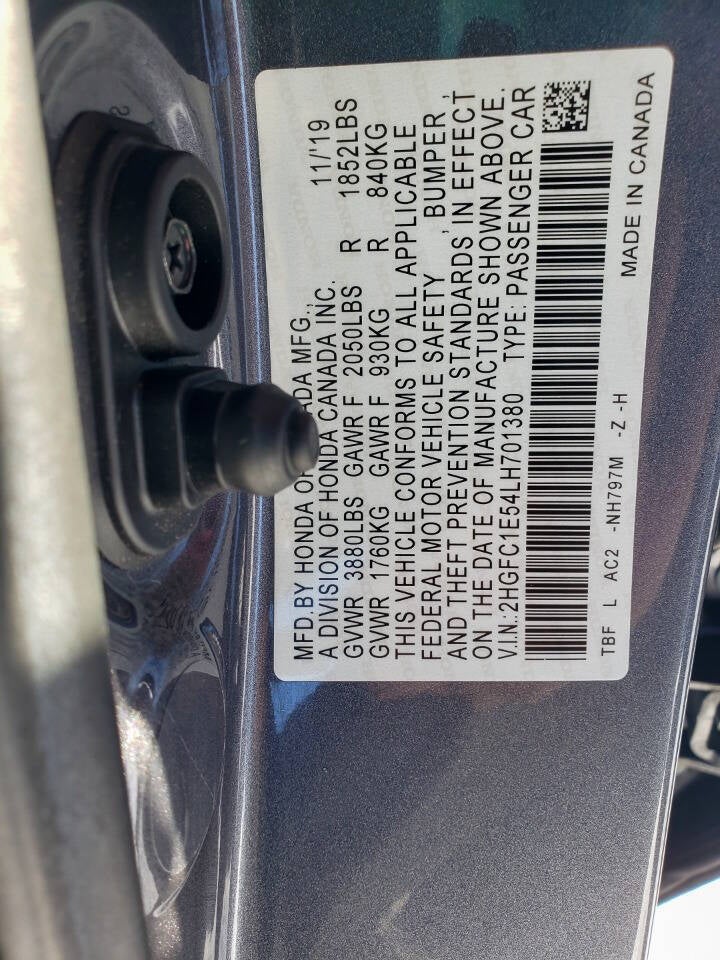 MFD. BY HONDA OF CANADA MFG., 11/'19
A DIVISION OF HONDA CANADA INC.
GVWR 3880LBS GAWR F 2050LBS R 1852LBS
GVWR 1760KG GAWR F 930KG R 840KG
THIS VEHICLE CONFORMS TO ALL APPLICABLE
FEDERAL MOTOR VEHICLE SAFETY , BUMPER ,
AND THEFT PREVENTION STANDARDS IN EFFECT
ON THE DATE OF MANUFACTURE SHOWN ABOVE.
V.I.N.:2HGFC1E54LH701380 TYPE: PASSENGER CAR
TBF L AC2 -NH797M -Z -H
MADE IN CANADA